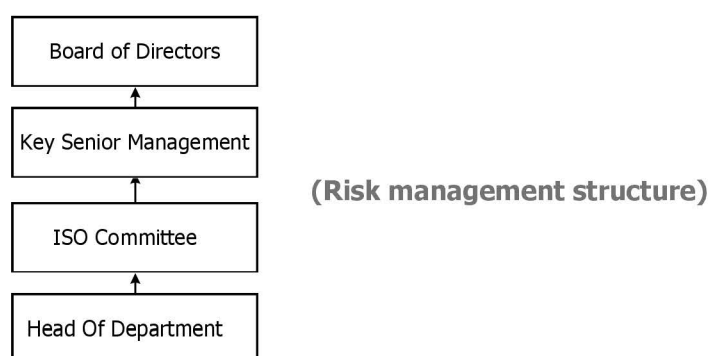 Board of Directors
Key Senior Management
(Risk management structure)
ISO Committee
Head Of Department